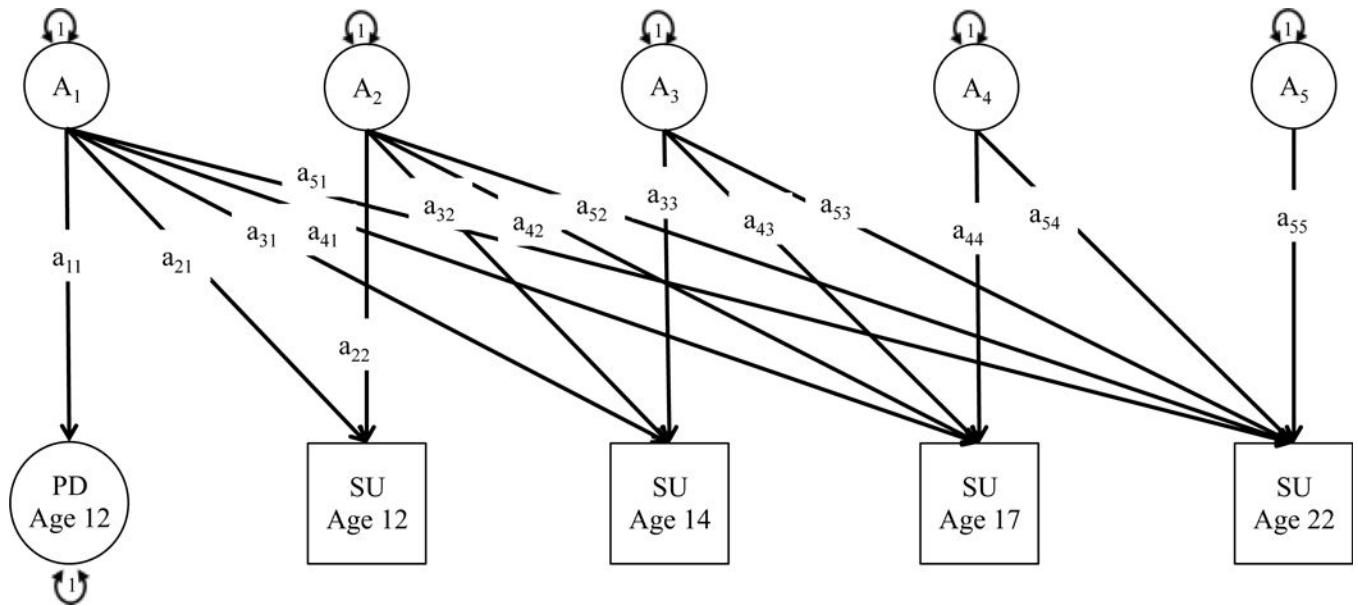 1 1 1 1 1
A1 A2 A3 A4 A5
a51
a31 a41 a32 a42 a52 a33 a43 a53 a44 a54 a55
a11 a21
a22
PD SU SU SU SU
Age 12 Age 12 Age 14 Age 17 Age 22
1